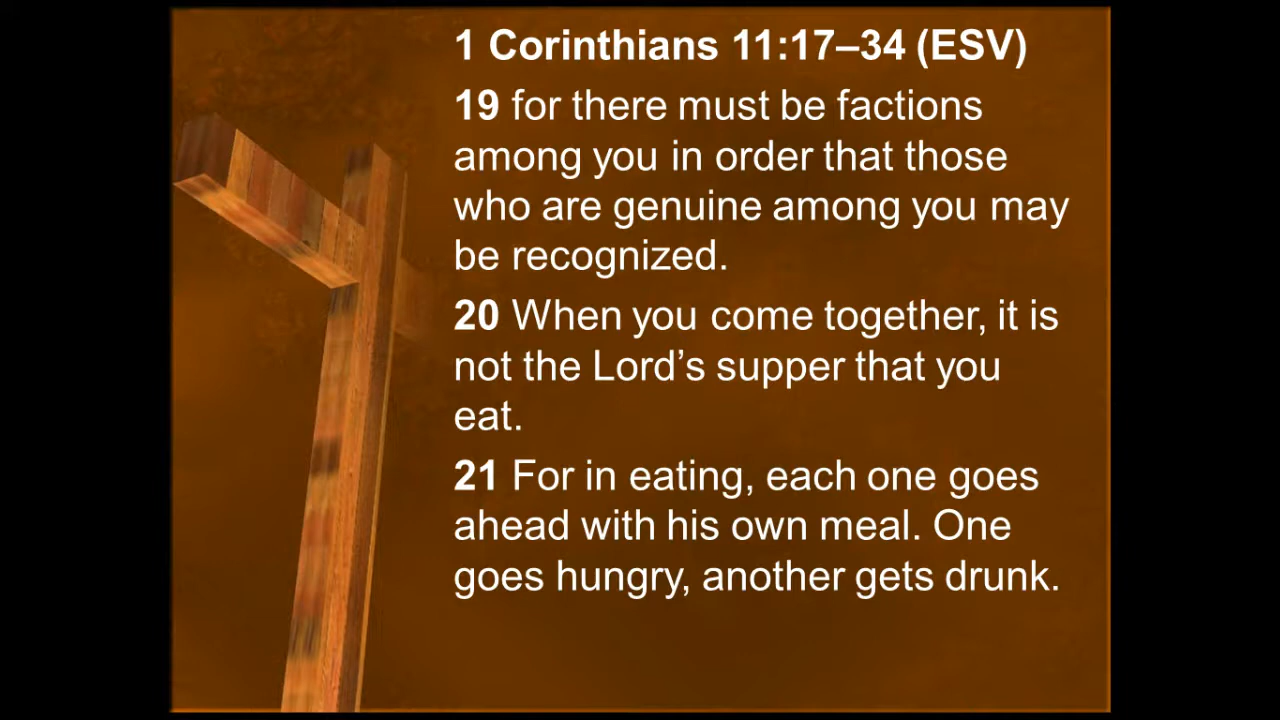 1 Corinthians 11:17–34 (ESV)
19 for there must be factions
among you in order that those
who are genuine among you may
be recognized.
20 When you come together, it is
not the Lord’s supper that you
eat.
21 For in eating, each one goes
ahead with his own meal. One
goes hungry, another gets drunk.